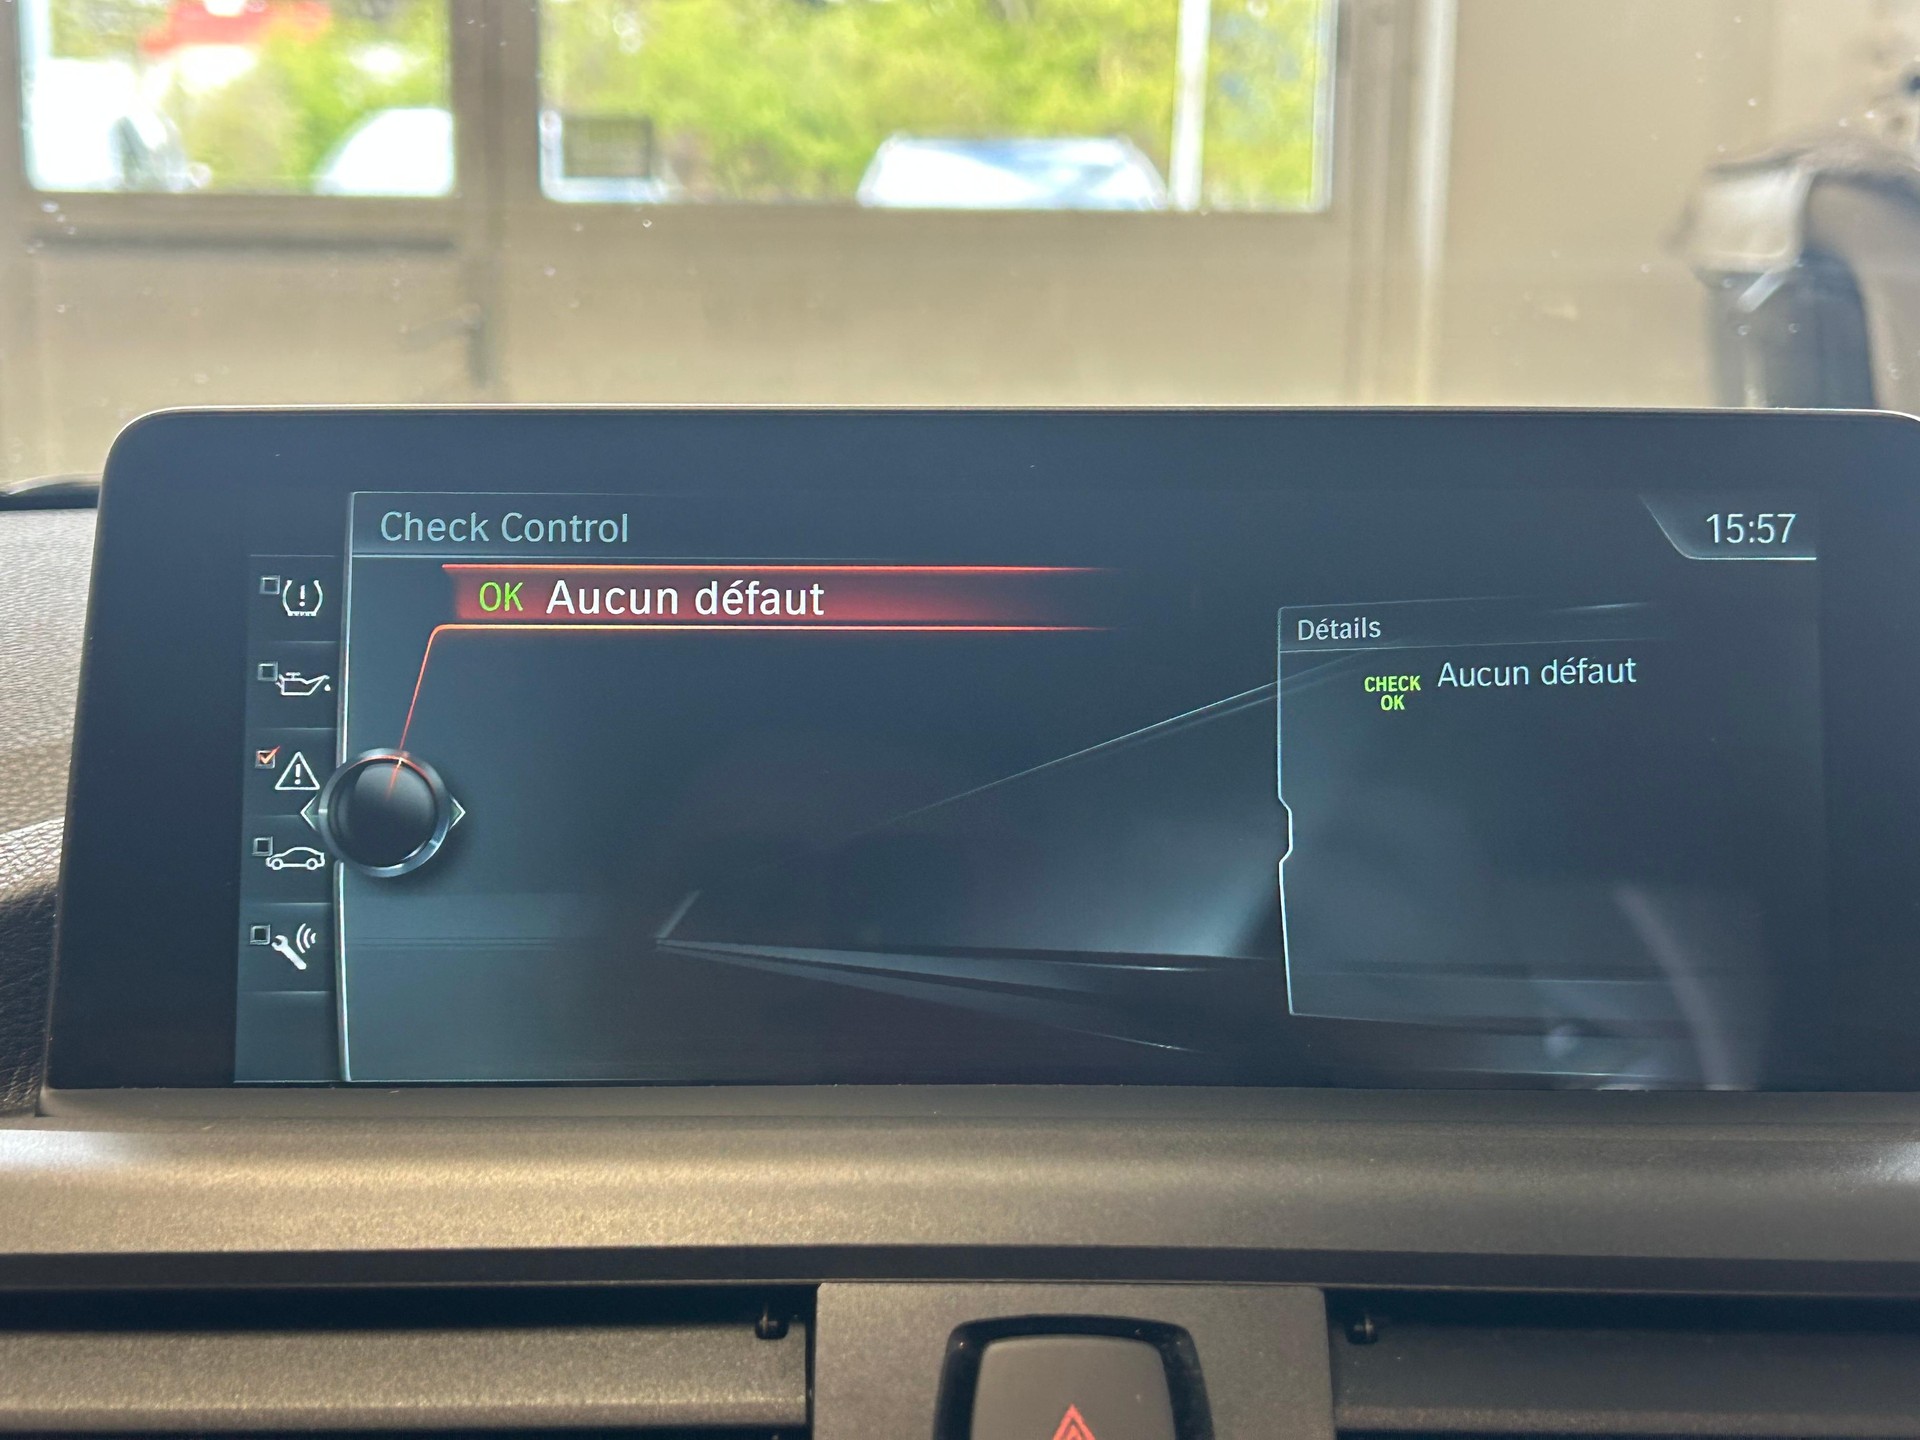 Check Control
15:57
OK Aucun défaut
Détails
CHECK OK Aucun défaut